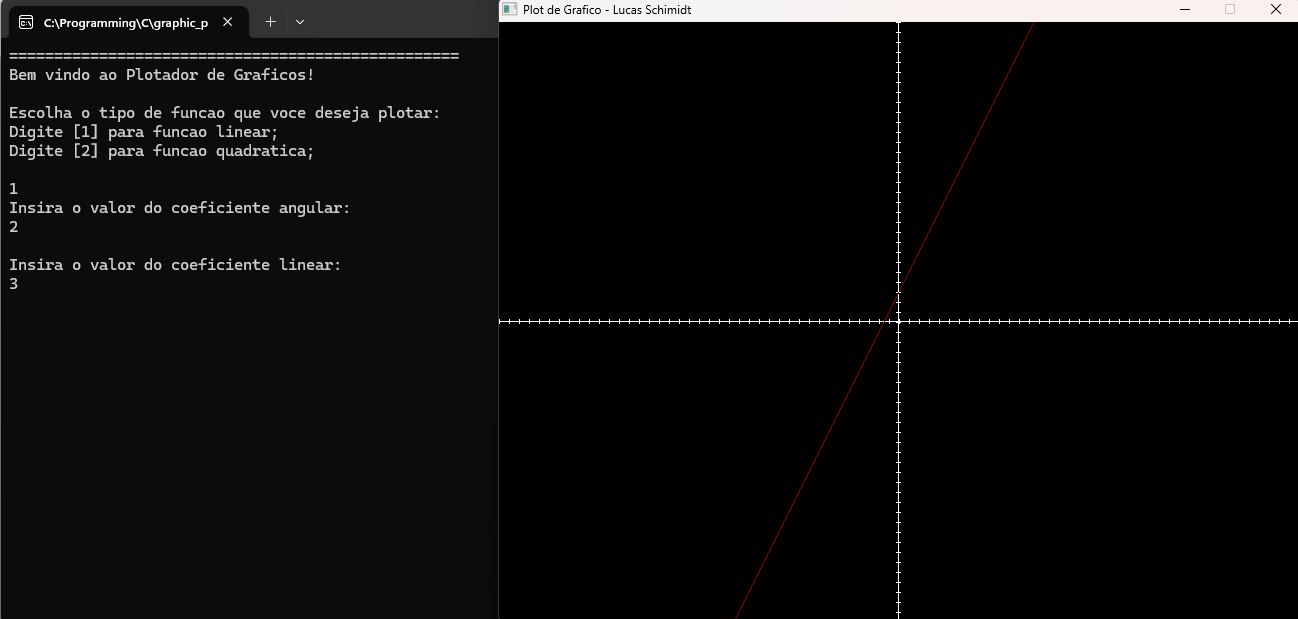 C:\Programming\C\graphic_p
==================================================
Bem vindo ao Plotador de Graficos!
Escolha o tipo de funcao que voce deseja plotar:
Digite [1] para funcao linear;
Digite [2] para funcao quadratica;
1
Insira o valor do coeficiente angular:
2
Insira o valor do coeficiente linear:
3
Plot de Grafico - Lucas Schimidt